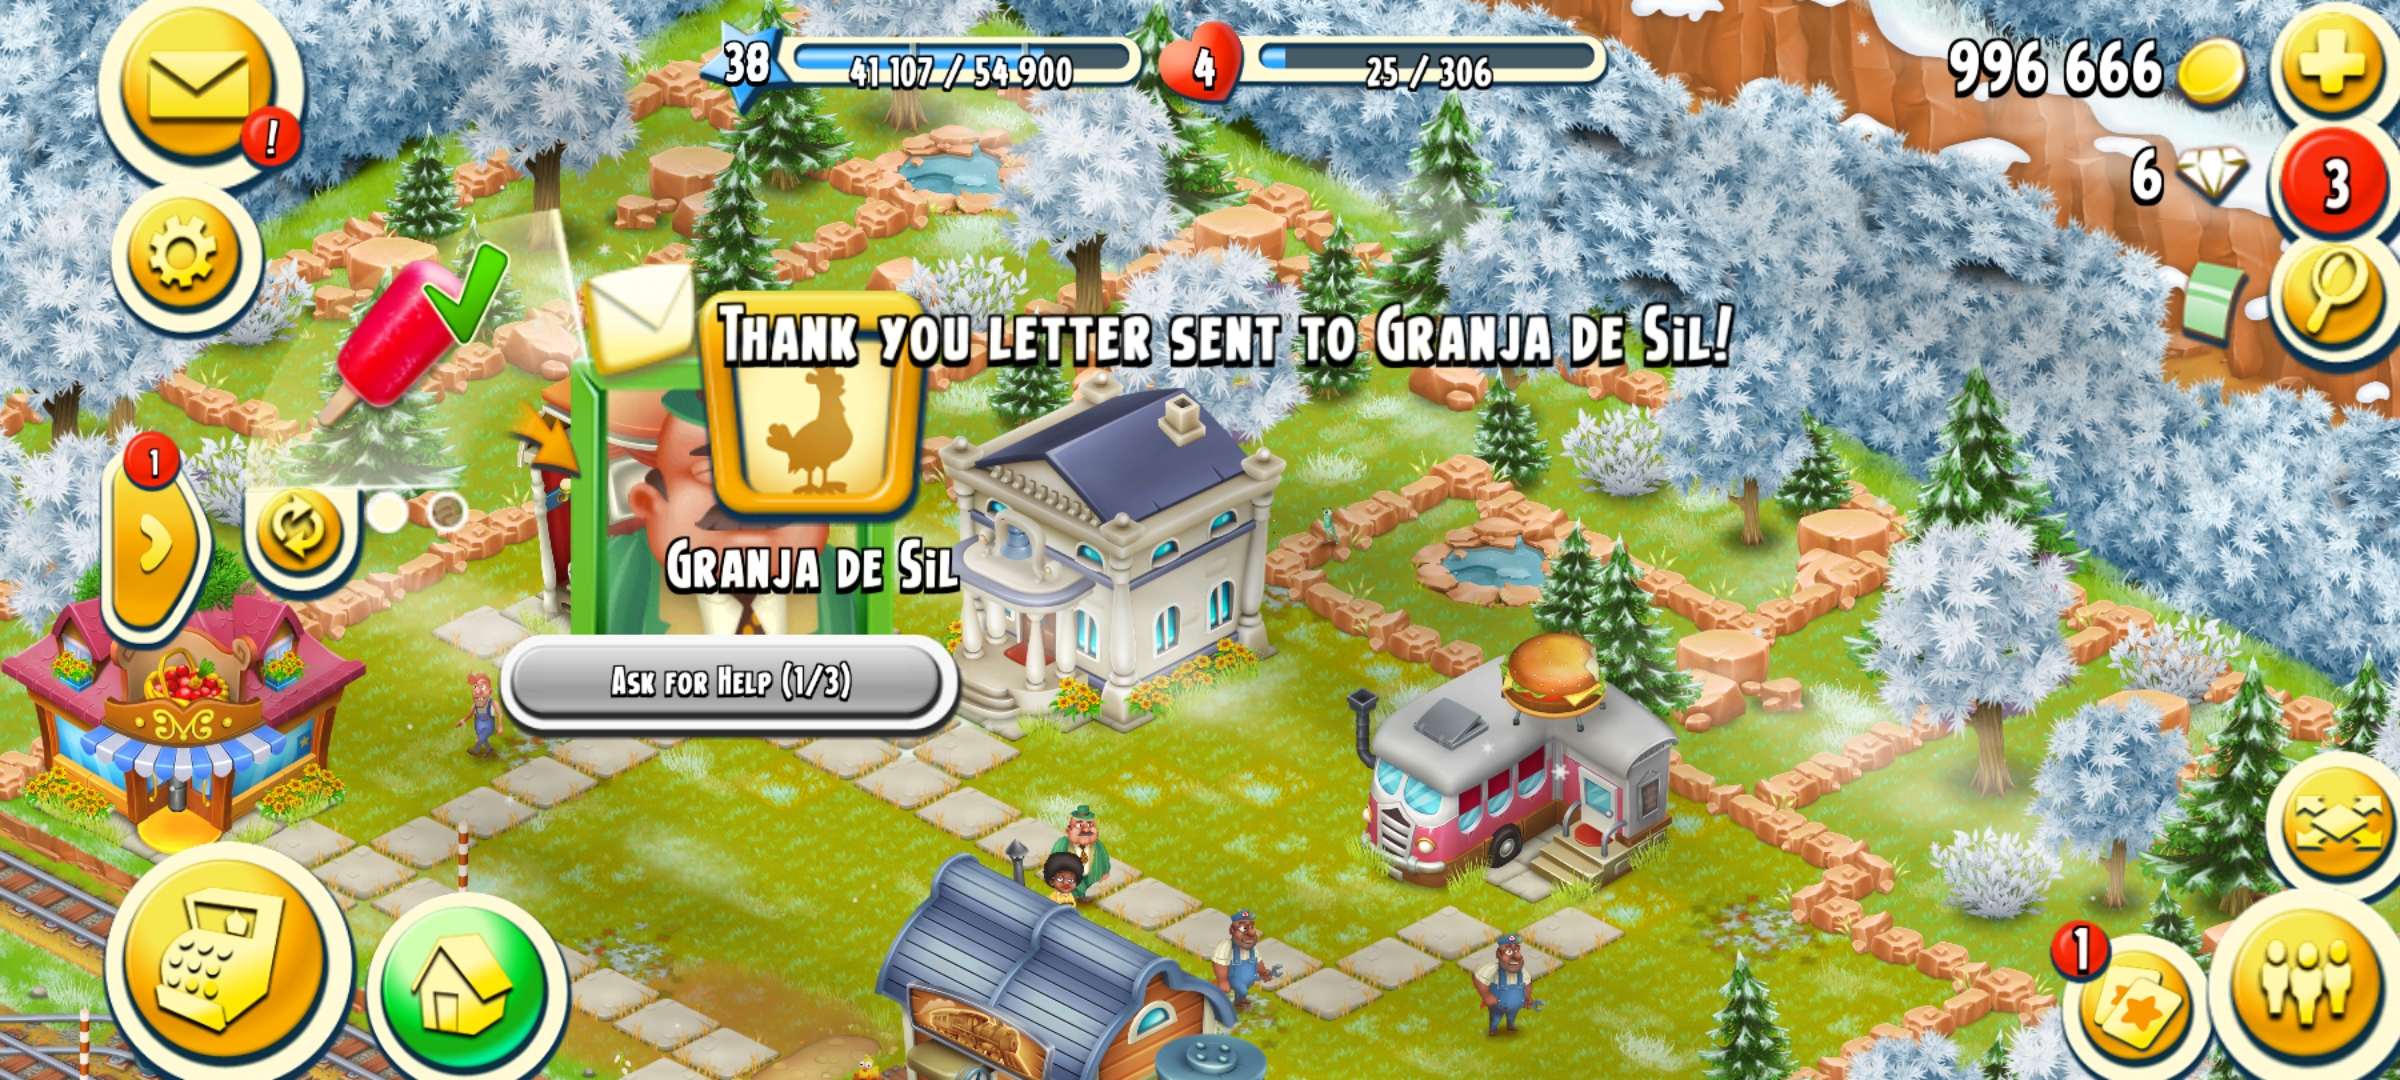 38
41 107 / 54 900
4
25 / 306
996 666
!
6
3
THANK YOU LETTER SENT TO GRANJA DE SiL!
1
GRANJA DE SiL
ASK FOR HELP (1/3)
M
1